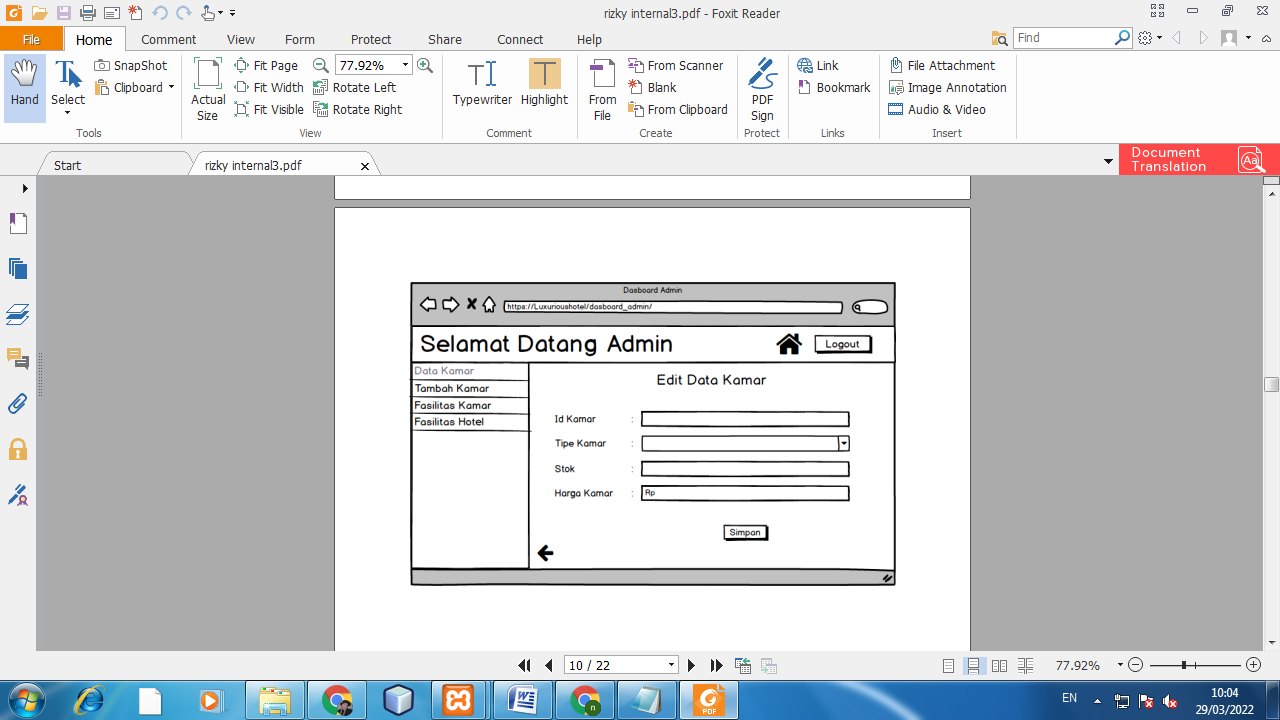 rizky internal3.pdf - Foxit Reader
File Home Comment View Form Protect Share Connect Help Find
Hand
Select
SnapShot
Clipboard
Tools
Actual Size
Fit Page
Fit Width
Fit Visible
77.92%
Rotate Left
Rotate Right
View
Typewriter
Highlight
Comment
From File
From Scanner
Blank
From Clipboard
Create
PDF Sign
Protect
Link
Bookmark
Links
File Attachment
Image Annotation
Audio & Video
Insert
Start
rizky internal3.pdf
Document Translation
Aa
Dasboard Admin
https://Luxurioushotel/dasboard_admin/
Selamat Datang Admin
Logout
Data Kamar
Tambah Kamar
Fasilitas Kamar
Fasilitas Hotel
Edit Data Kamar
Id Kamar :
Tipe Kamar :
Stok :
Harga Kamar : Rp
Simpan
10 / 22
77.92%
EN
10:04
29/03/2022
PDF